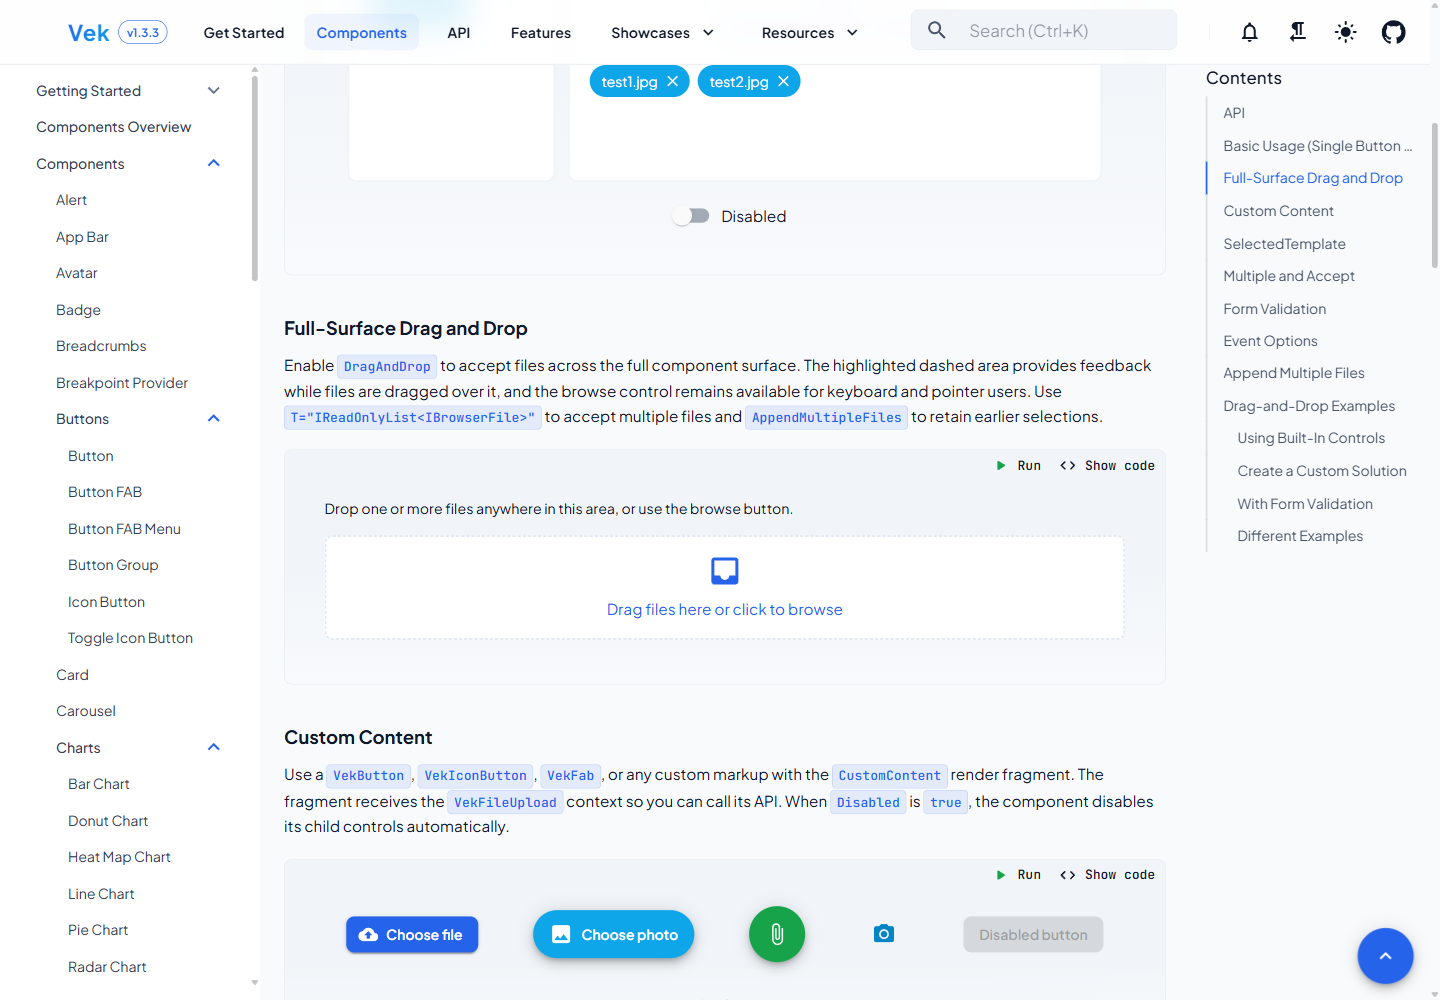 Vek v1.3.3 Get Started Components API Features Showcases Resources Search (Ctrl+K)
Getting Started
Components Overview
Components
Alert
App Bar
Avatar
Badge
Breadcrumbs
Breakpoint Provider
Buttons
Button
Button FAB
Button FAB Menu
Button Group
Icon Button
Toggle Icon Button
Card
Carousel
Charts
Bar Chart
Donut Chart
Heat Map Chart
Line Chart
Pie Chart
Radar Chart
test1.jpg test2.jpg
Disabled
Full-Surface Drag and Drop
Enable DragAndDrop to accept files across the full component surface. The highlighted dashed area provides feedback
while files are dragged over it, and the browse control remains available for keyboard and pointer users. Use
T="IReadOnlyList<IBrowserFile>" to accept multiple files and AppendMultipleFiles to retain earlier selections.
Run Show code
Drop one or more files anywhere in this area, or use the browse button.
Drag files here or click to browse
Custom Content
Use a VekButton, VekIconButton, VekFab, or any custom markup with the CustomContent render fragment. The
fragment receives the VekFileUpload context so you can call its API. When Disabled is true, the component disables
its child controls automatically.
Run Show code
Choose file Choose photo Disabled button
Contents
API
Basic Usage (Single Button ...
Full-Surface Drag and Drop
Custom Content
SelectedTemplate
Multiple and Accept
Form Validation
Event Options
Append Multiple Files
Drag-and-Drop Examples
Using Built-In Controls
Create a Custom Solution
With Form Validation
Different Examples